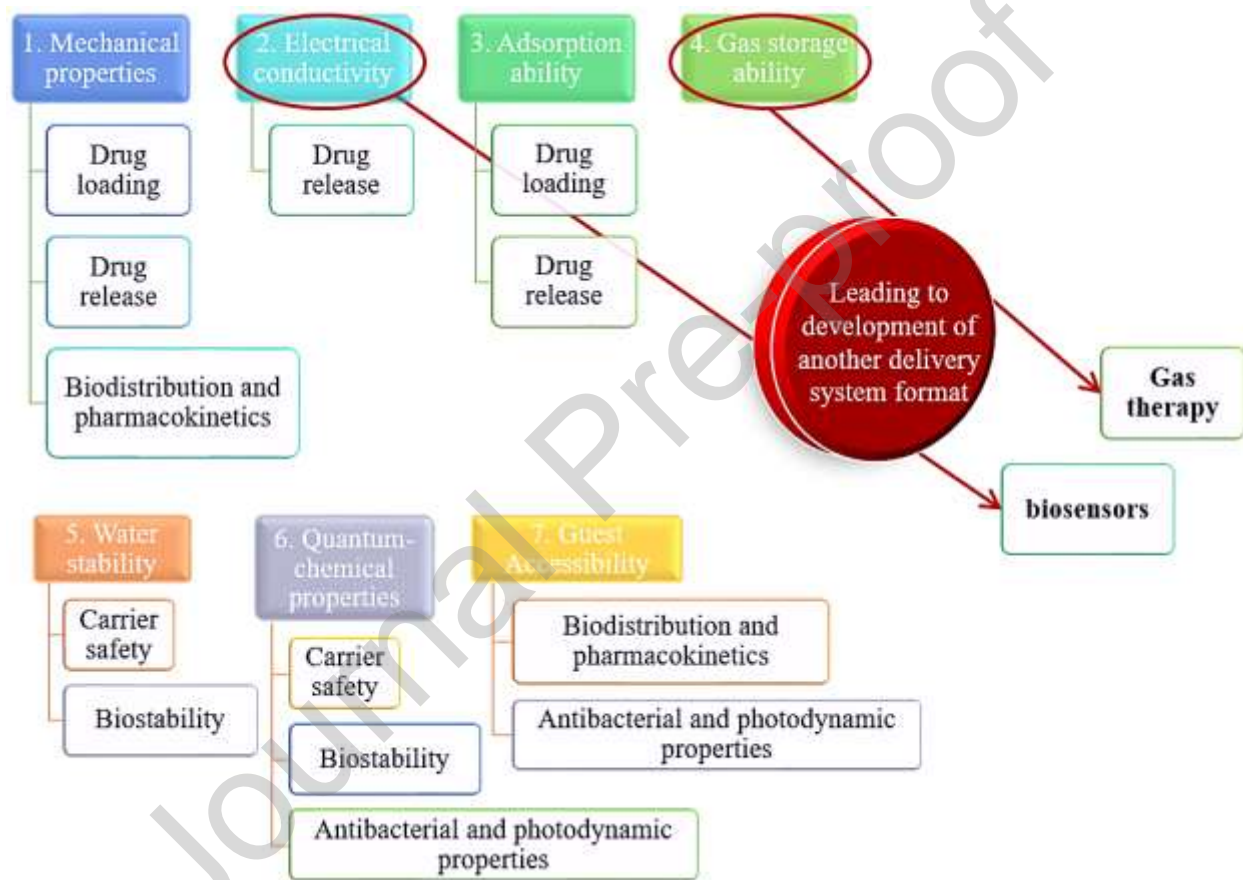 1. Mechanical
properties
2. Electrical
conductivity
3. Adsorption
ability
4. Gas storage
ability
Drug
loading
Drug
release
Biodistribution and
pharmacokinetics
Drug
release
Drug
loading
Drug
release
Leading to
development of
another delivery
system format
Gas
therapy
biosensors
5. Water
stability
Carrier
safety
Biostability
6. Quantum-
chemical
properties
Carrier
safety
Biostability
Antibacterial and photodynamic
properties
7. Guest
Accessibility
Biodistribution and
pharmacokinetics
Antibacterial and photodynamic
properties
Journal Pre-proof